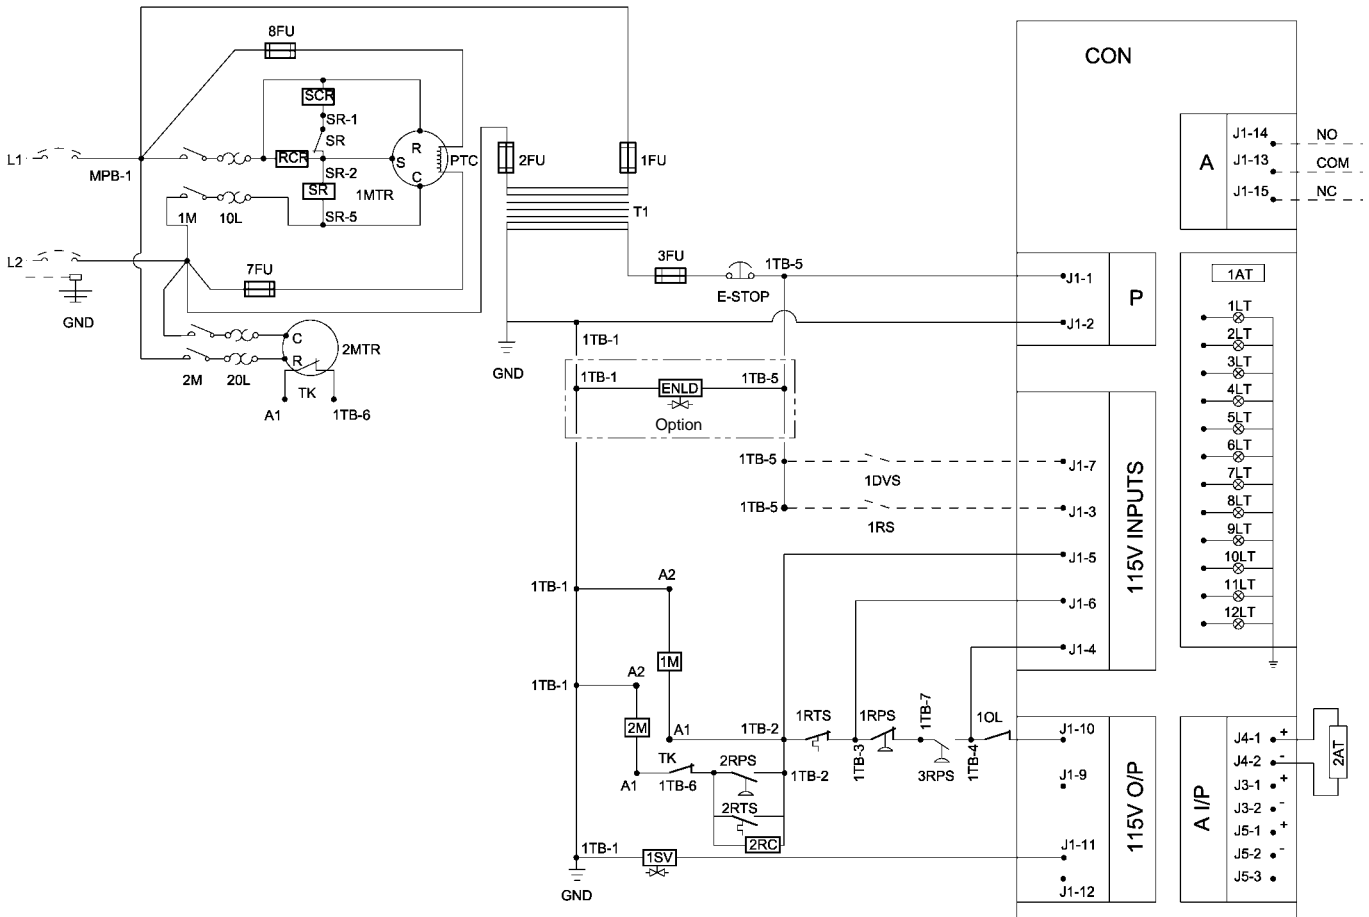 8FU
CON
SCR
SR-1
SR
R
J1-14
NO
L1
RCR
S
PTC
2FU
1FU
A
J1-13
COM
MPB-1
SR-2
C
SR
1MTR
J1-15
NC
1M
10L
SR-5
T1
L2
7FU
3FU
1TB-5
J1-1
P
1AT
E-STOP
GND
J1-2
1LT
C
2MTR
1TB-1
2LT
R
GND
3LT
2M
20L
TK
1TB-1
ENLD
1TB-5
4LT
A1
1TB-6
Option
5LT
6LT
1TB-5
1DVS
J1-7
7LT
1TB-5
1RS
J1-3
115V INPUTS
8LT
9LT
J1-5
10LT
A2
1TB-1
11LT
J1-6
12LT
J1-4
1M
A2
1TB-1
2M
A1
1TB-2
1RTS
1RPS
1TB-7
1OL
J1-10
J4-1
+
1TB-3
1TB-4
J4-2
-
2AT
TK
2RPS
1TB-2
3RPS
J1-9
J3-1
+
A1
1TB-6
J3-2
-
2RTS
115V O/P
A I/P
J5-1
+
2RC
J1-11
J5-2
-
1TB-1
1SV
J5-3
GND
J1-12